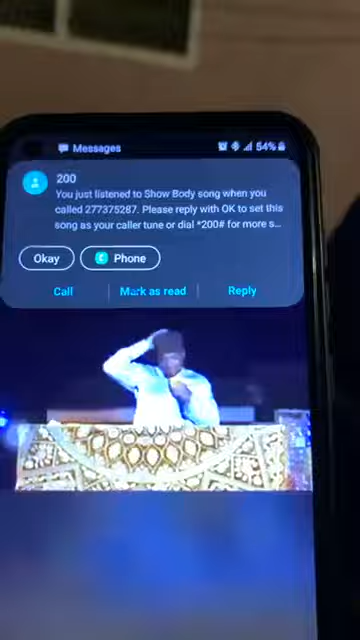 Messages 54%
200
You just listened to Show Body song when you
called 277375287. Please reply with OK to set this
song as your caller tune or dial *200# for more s...
Okay Phone
Call Mark as read Reply